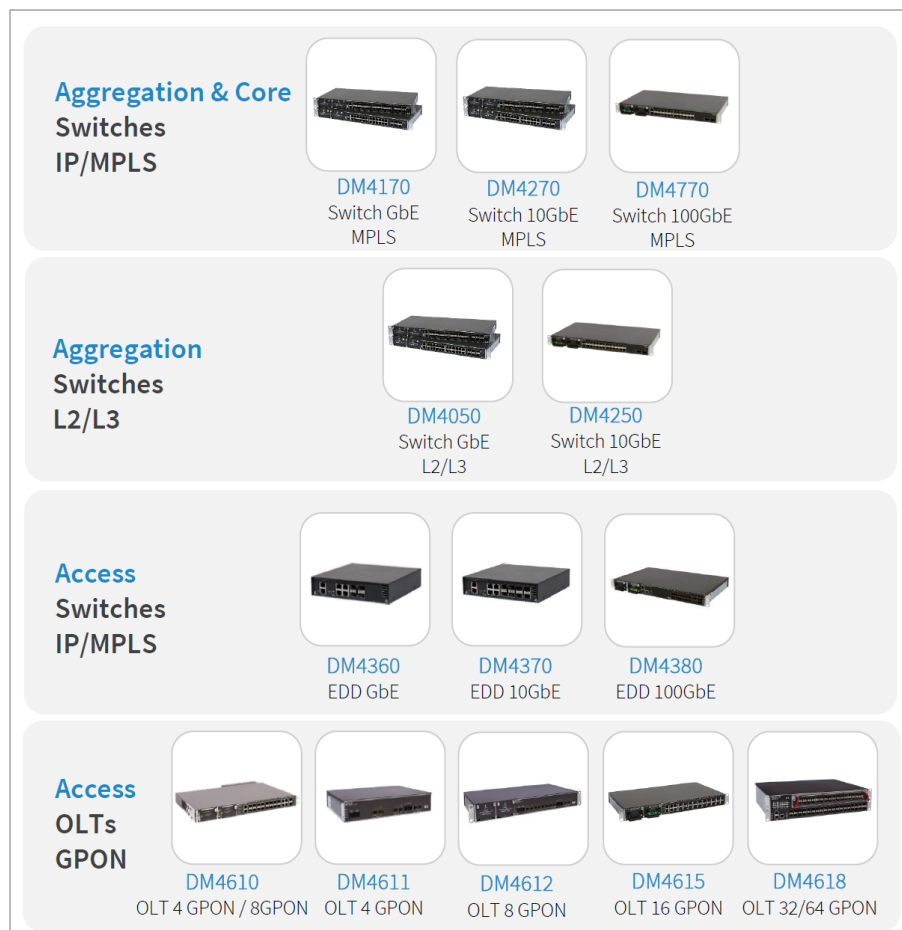 Aggregation & Core
Switches
IP/MPLS
DM4170
Switch GbE
MPLS
DM4270
Switch 10GbE
MPLS
DM4770
Switch 100GbE
MPLS
Aggregation
Switches
L2/L3
DM4050
Switch GbE
L2/L3
DM4250
Switch 10GbE
L2/L3
Access
Switches
IP/MPLS
DM4360
EDD GbE
DM4370
EDD 10GbE
DM4380
EDD 100GbE
Access
OLTs
GPON
DM4610
OLT 4 GPON / 8GPON
DM4611
OLT 4 GPON
DM4612
OLT 8 GPON
DM4615
OLT 16 GPON
DM4618
OLT 32/64 GPON